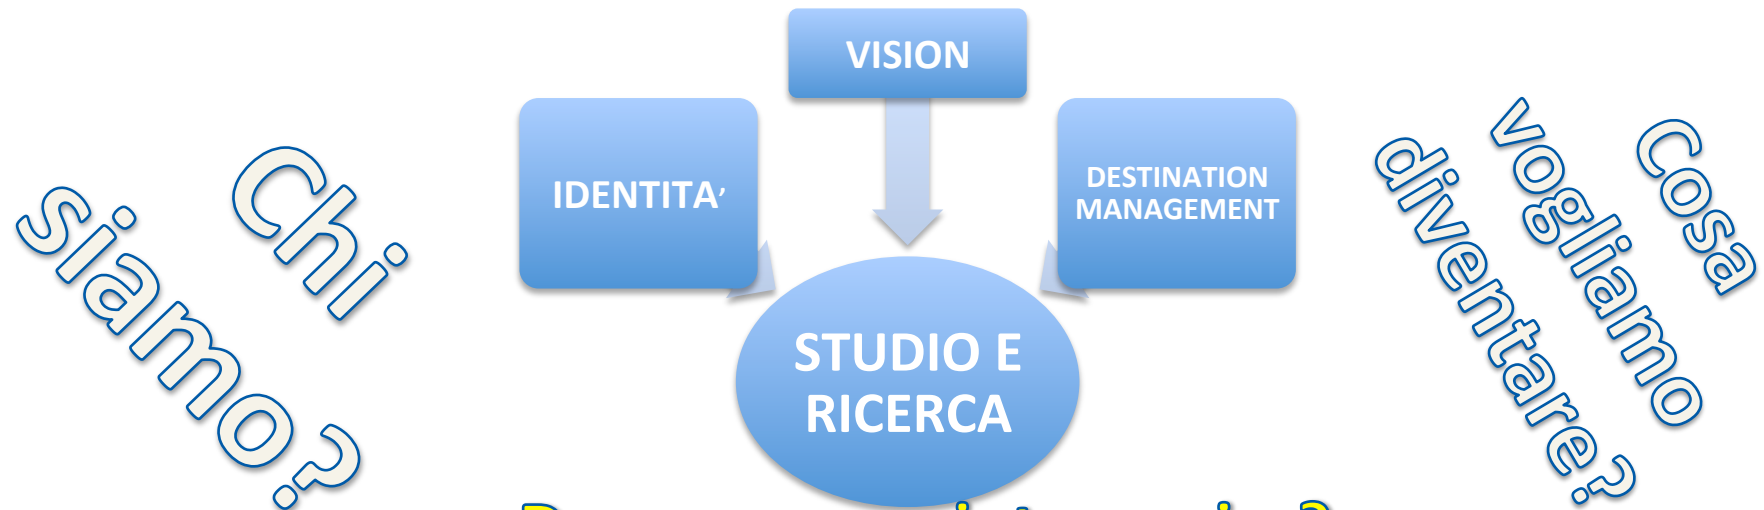 VISION
IDENTITA’
DESTINATION
MANAGEMENT
Chi
siamo?
Cosa
vogliamo
diventare?
STUDIO E
RICERCA